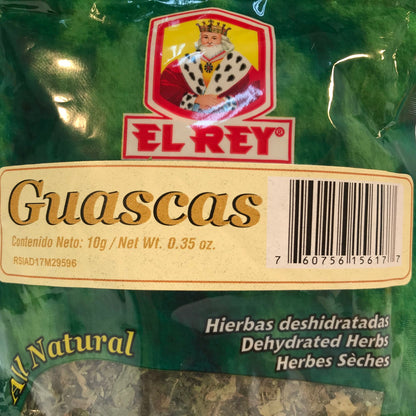 EL REY®
Guascas
Contenido Neto: 10g / Net Wt. 0.35 oz.
RSIAD17M29596
7 60756 15617 7
All Natural
Hierbas deshidratadas
Dehydrated Herbs
Herbes Sèches